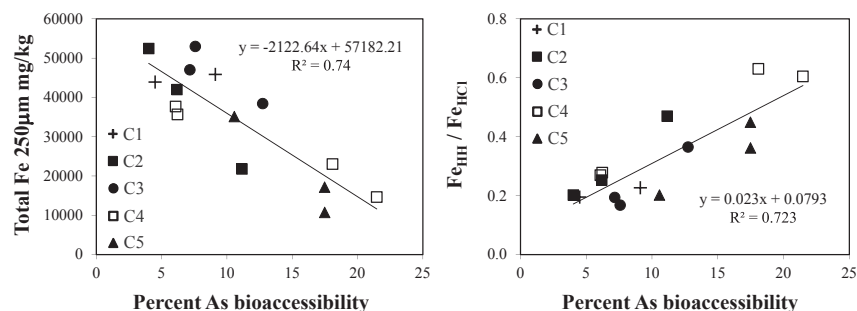 Total Fe 250μm mg/kg
60000
50000
40000
30000
20000
10000
0
y = -2122.64x + 57182.21
R² = 0.74
C1
C2
C3
C4
C5
0 5 10 15 20 25
Percent As bioaccessibility
Fe_HH / Fe_HCl
0.8
0.6
0.4
0.2
0.0
C1
C2
C3
C4
C5
y = 0.023x + 0.0793
R² = 0.723
0 5 10 15 20 25
Percent As bioaccessibility